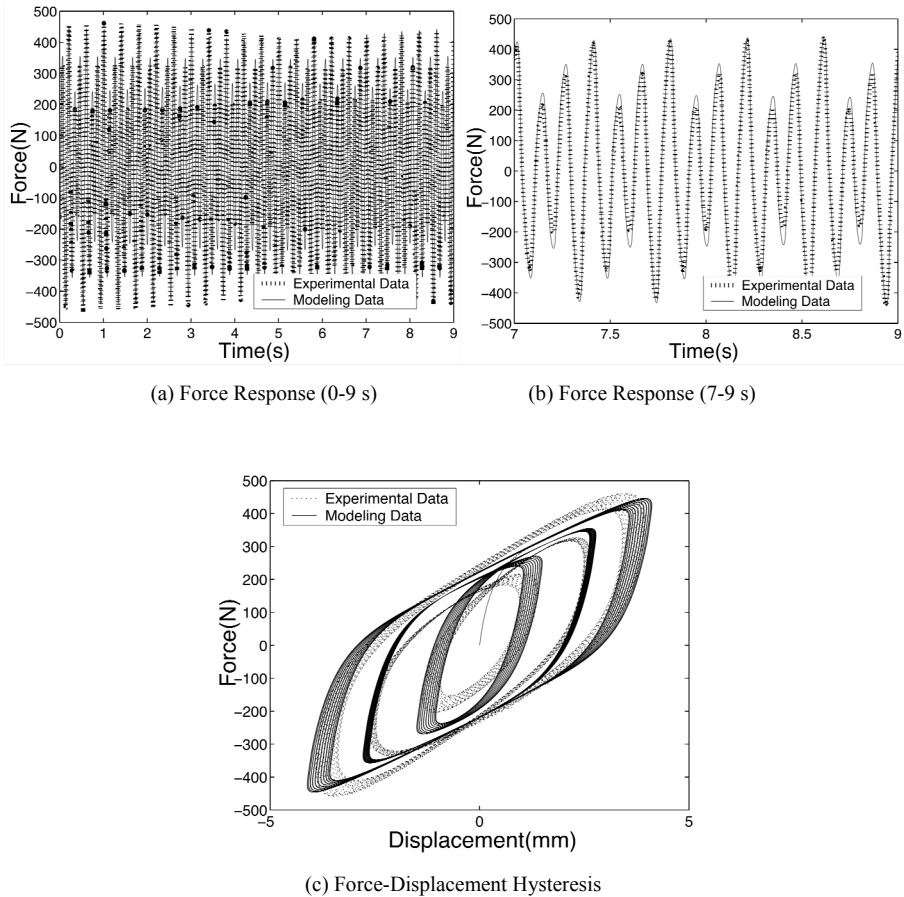 500
400
300
200
100
0
−100
−200
−300
−400
−500
Force(N)
Experimental Data
Modeling Data
0 1 2 3 4 5 6 7 8 9
Time(s)
500
400
300
200
100
0
−100
−200
−300
−400
−500
Force(N)
Experimental Data
Modeling Data
7 7.5 8 8.5 9
Time(s)
(a) Force Response (0-9 s)
(b) Force Response (7-9 s)
500
400
300
200
100
0
−100
−200
−300
−400
−500
Force(N)
Experimental Data
Modeling Data
−5 0 5
Displacement(mm)
(c) Force-Displacement Hysteresis